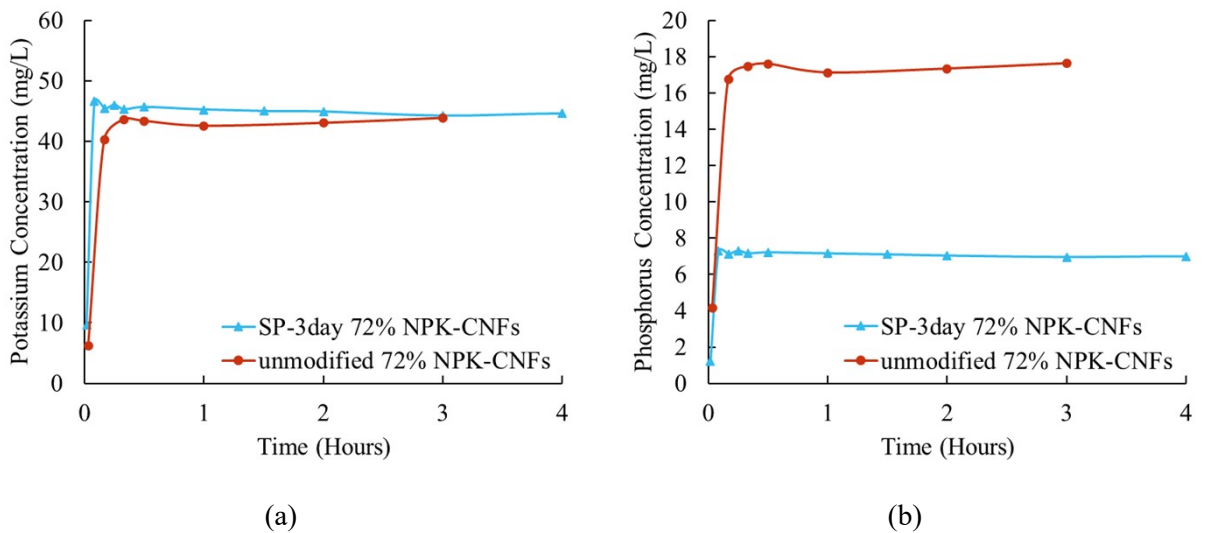 Potassium Concentration (mg/L)
60
50
40
30
20
10
0
SP-3day 72% NPK-CNFs
unmodified 72% NPK-CNFs
0 1 2 3 4
Time (Hours)
(a)
Phosphorus Concentration (mg/L)
20
18
16
14
12
10
8
6
4
2
0
SP-3day 72% NPK-CNFs
unmodified 72% NPK-CNFs
0 1 2 3 4
Time (Hours)
(b)